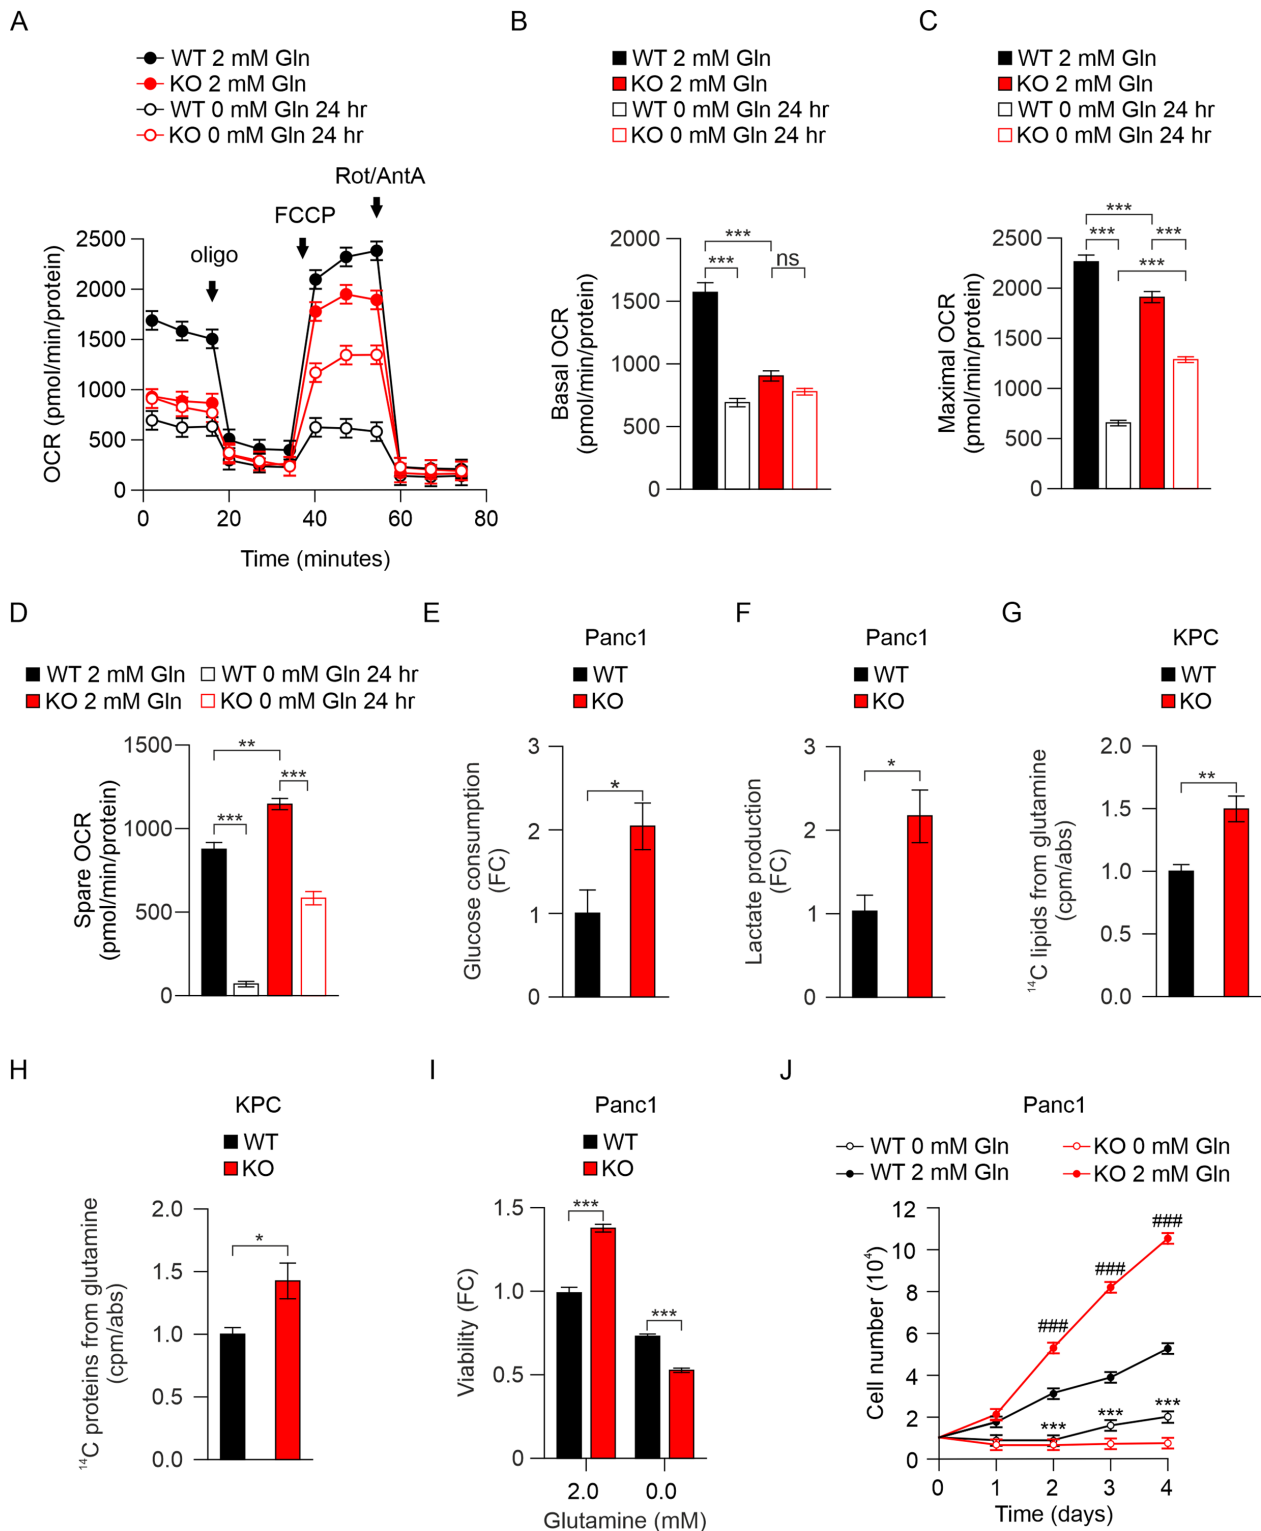 A
WT 2 mM Gln
KO 2 mM Gln
WT 0 mM Gln 24 hr
KO 0 mM Gln 24 hr
Rot/AntA
FCCP
oligo
OCR (pmol/min/protein)
2500
2000
1500
1000
500
0
0 20 40 60 80
Time (minutes)
B
WT 2 mM Gln
KO 2 mM Gln
WT 0 mM Gln 24 hr
KO 0 mM Gln 24 hr
Basal OCR
(pmol/min/protein)
2000
1500
1000
500
0
***
***
ns
C
WT 2 mM Gln
KO 2 mM Gln
WT 0 mM Gln 24 hr
KO 0 mM Gln 24 hr
Maximal OCR
(pmol/min/protein)
2500
2000
1500
1000
500
0
***
*** ***
***
D
WT 2 mM Gln WT 0 mM Gln 24 hr
KO 2 mM Gln KO 0 mM Gln 24 hr
Spare OCR
(pmol/min/protein)
1500
1000
500
0
**
***
***
E
Panc1
WT
KO
Glucose consumption
(FC)
3
2
1
0
*
F
Panc1
WT
KO
Lactate production
(FC)
3
2
1
0
*
G
KPC
WT
KO
¹⁴C lipids from glutamine
(cpm/abs)
2.0
1.5
1.0
0.5
0.0
**
H
KPC
WT
KO
¹⁴C proteins from glutamine
(cpm/abs)
2.0
1.5
1.0
0.5
0.0
*
I
Panc1
WT
KO
Viability (FC)
1.5
1.0
0.5
0
***
***
2.0 0.0
Glutamine (mM)
J
Panc1
WT 0 mM Gln KO 0 mM Gln
WT 2 mM Gln KO 2 mM Gln
Cell number (10⁴)
12
10
8
6
4
2
0
###
###
###
*** *** ***
0 1 2 3 4
Time (days)